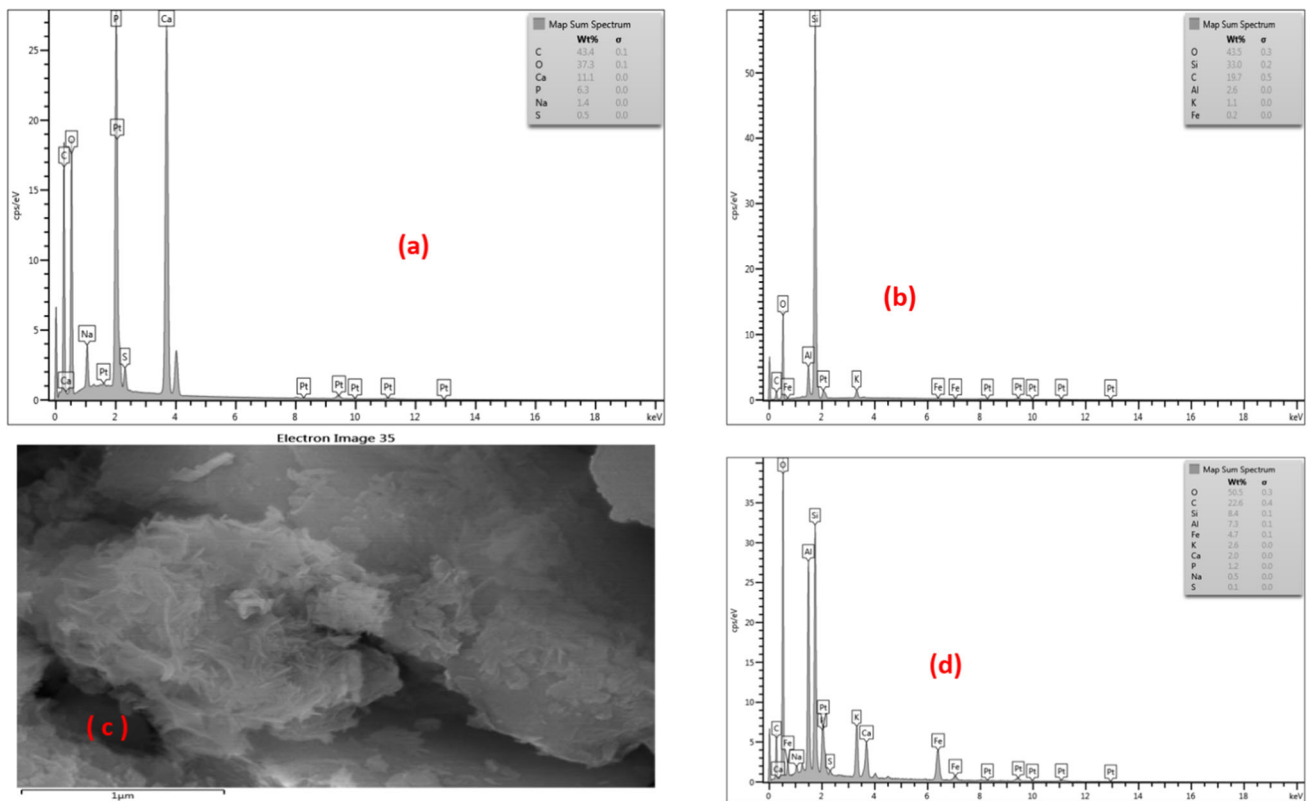 Map Sum Spectrum
Wt% σ
C 43.4 0.1
O 37.3 0.1
Ca 11.1 0.0
P 6.3 0.0
Na 1.4 0.0
S 0.5 0.0
P
Ca
Pt
O
C
Na
S
Pt
Ca
Pt
Pt
Pt
Pt
Pt
cps/eV
25
20
15
10
5
0
0 2 4 6 8 10 12 14 16 18 keV
(a)
Map Sum Spectrum
Wt% σ
O 43.5 0.3
Si 33.0 0.2
C 19.7 0.5
Al 2.6 0.0
K 1.1 0.0
Fe 0.2 0.0
Si
O
Al
C
Fe
Pt
K
Fe
Fe
Pt
Pt
Pt
Pt
Pt
cps/eV
50
40
30
20
10
0
0 2 4 6 8 10 12 14 16 18 keV
(b)
Electron Image 35
( c )
1µm
Map Sum Spectrum
Wt% σ
O 50.5 0.3
C 22.6 0.4
Si 8.4 0.1
Al 7.3 0.1
Fe 4.7 0.1
K 2.6 0.0
Ca 2.0 0.0
P 1.2 0.0
Na 0.5 0.0
S 0.1 0.0
O
Si
Al
Pt
C
Fe
Na
Ca
S
K
Ca
Fe
Fe
Pt
Pt
Pt
Pt
Pt
cps/eV
35
30
25
20
15
10
5
0
0 2 4 6 8 10 12 14 16 18 keV
(d)